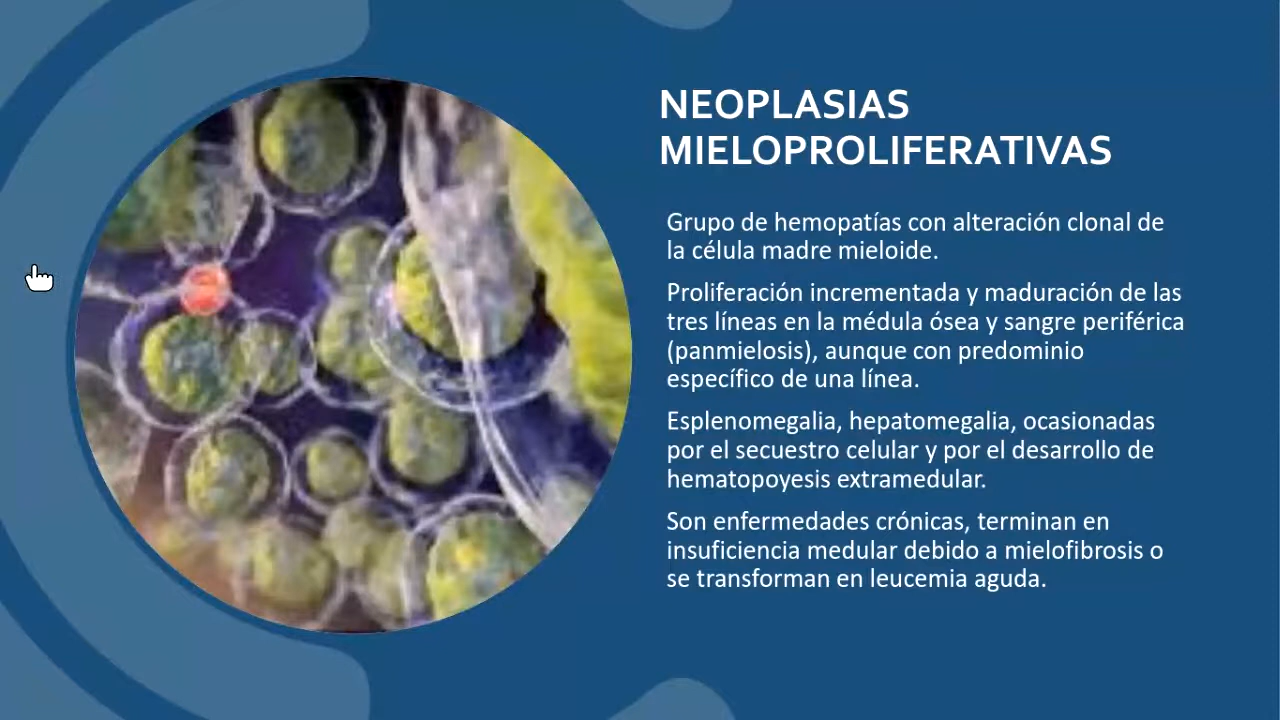 NEOPLASIAS
MIELOPROLIFERATIVAS
Grupo de hemopatías con alteración clonal de
la célula madre mieloide.
Proliferación incrementada y maduración de las
tres líneas en la médula ósea y sangre periférica
(panmielosis), aunque con predominio
específico de una línea.
Esplenomegalia, hepatomegalia, ocasionadas
por el secuestro celular y por el desarrollo de
hematopoyesis extramedular.
Son enfermedades crónicas, terminan en
insuficiencia medular debido a mielofibrosis o
se transforman en leucemia aguda.